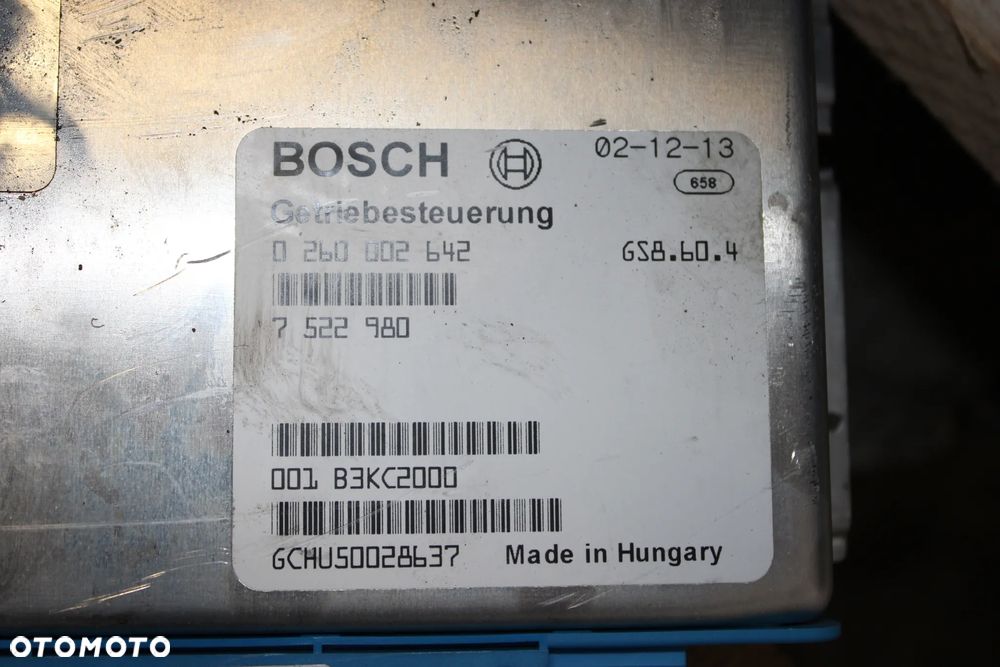 BOSCH 02-12-13
658
Getriebesteuerung
0 260 002 642 GS8.60.4
7 522 980
001 B3KC2000
GCHU50028637 Made in Hungary
OTOMOTO